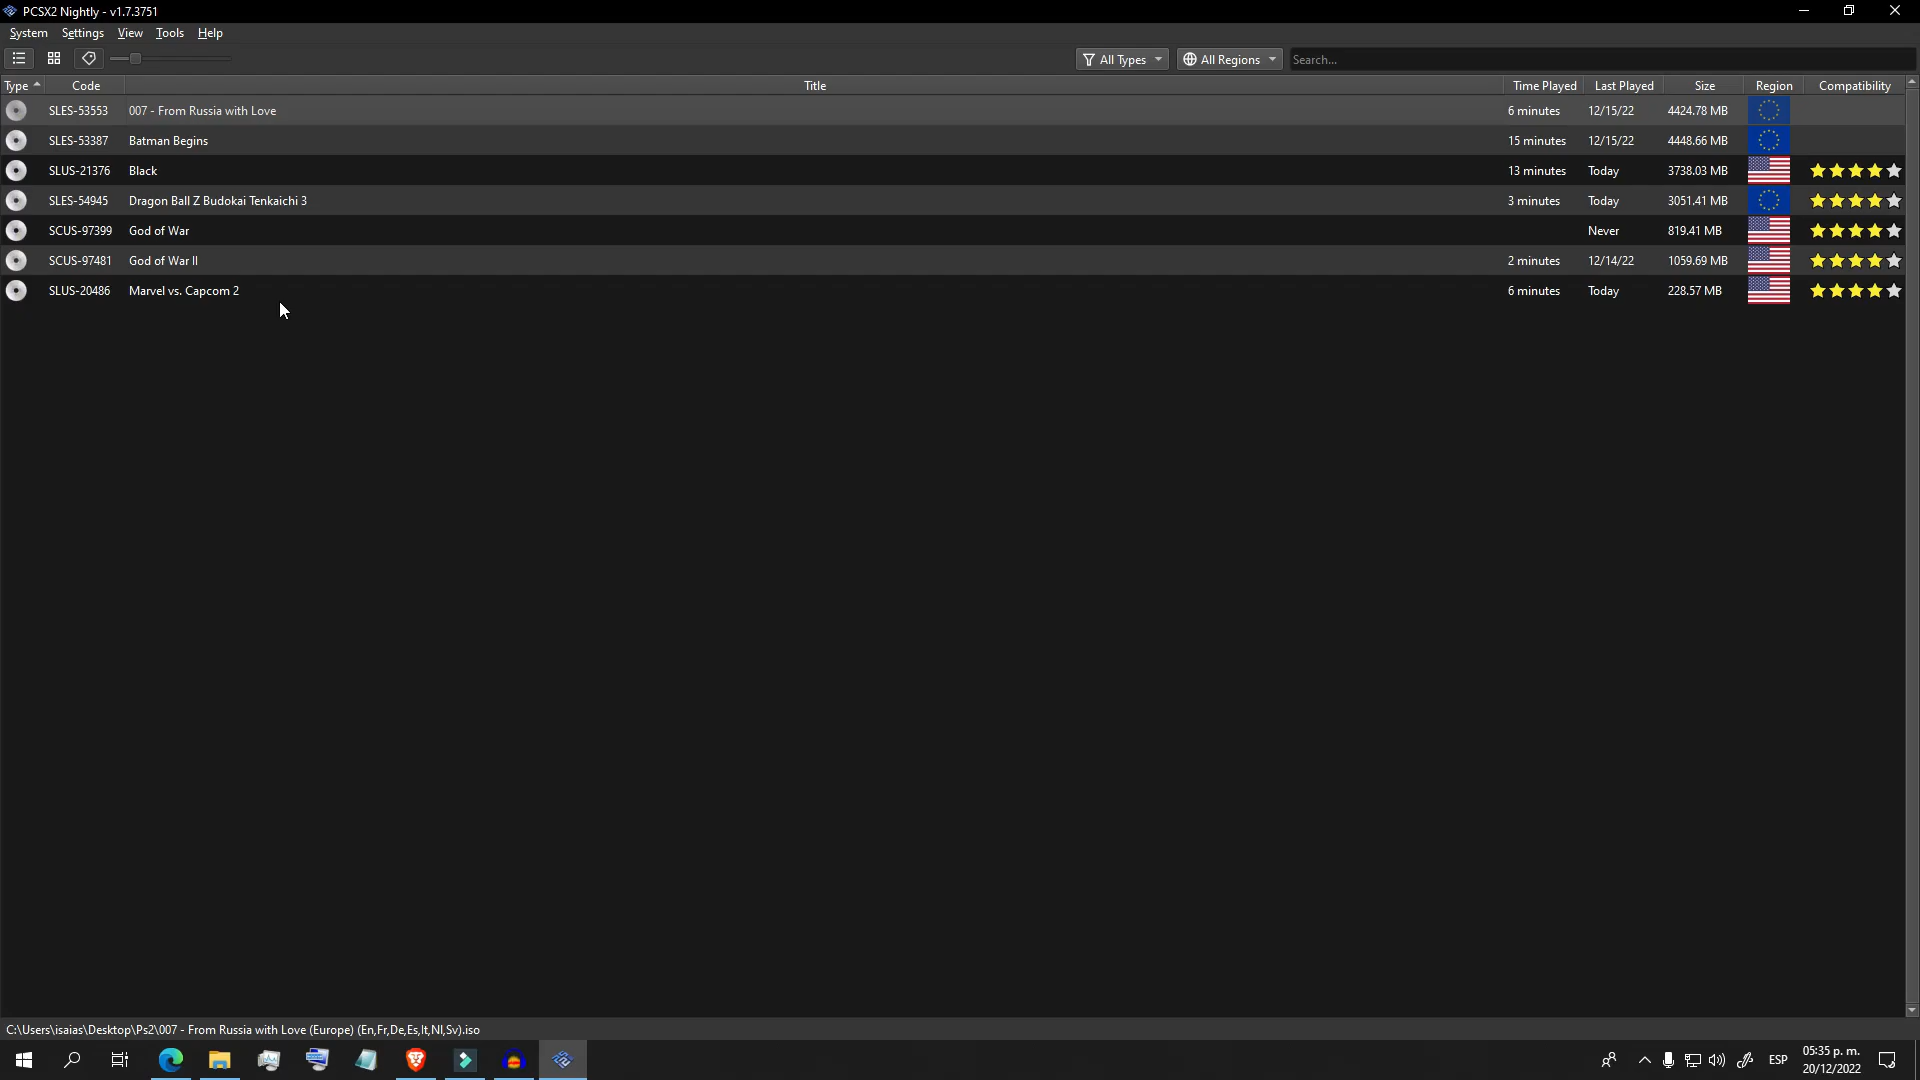 PCSX2 Nightly - v1.7.3751
System Settings View Tools Help
All Types All Regions Search...
Type Code Title Time Played Last Played Size Region Compatibility
SLES-53553 007 - From Russia with Love 6 minutes 12/15/22 4424.78 MB
SLES-53387 Batman Begins 15 minutes 12/15/22 4448.66 MB
SLUS-21376 Black 13 minutes Today 3738.03 MB
SLES-54945 Dragon Ball Z Budokai Tenkaichi 3 3 minutes Today 3051.41 MB
SCUS-97399 God of War Never 819.41 MB
SCUS-97481 God of War II 2 minutes 12/14/22 1059.69 MB
SLUS-20486 Marvel vs. Capcom 2 6 minutes Today 228.57 MB
C:\Users\isaias\Desktop\Ps2\007 - From Russia with Love (Europe) (En,Fr,De,Es,It,Nl,Sv).iso
ESP 05:35 p. m.
20/12/2022